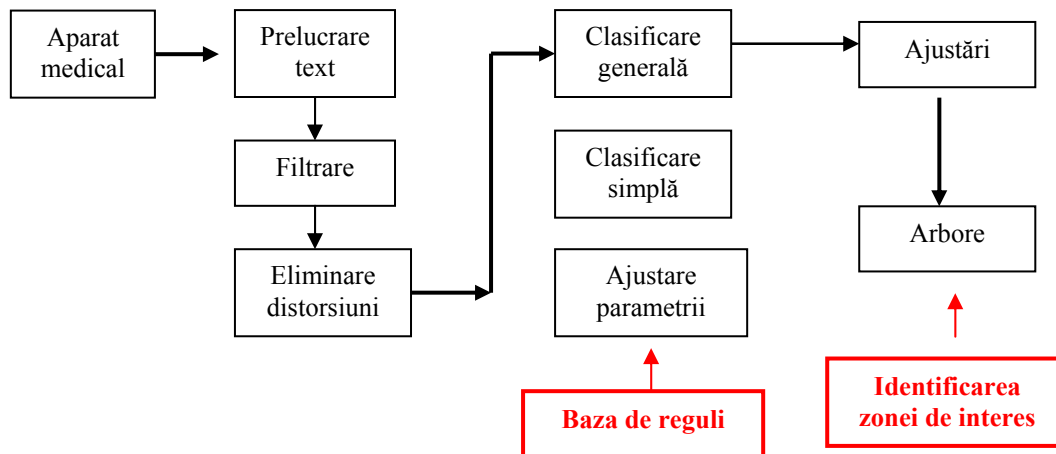 Aparat
medical
Prelucrare
text
Filtrare
Eliminare
distorsiuni
Clasificare
generală
Clasificare
simplă
Ajustare
parametrii
Baza de reguli
Ajustări
Arbore
Identificarea
zonei de interes